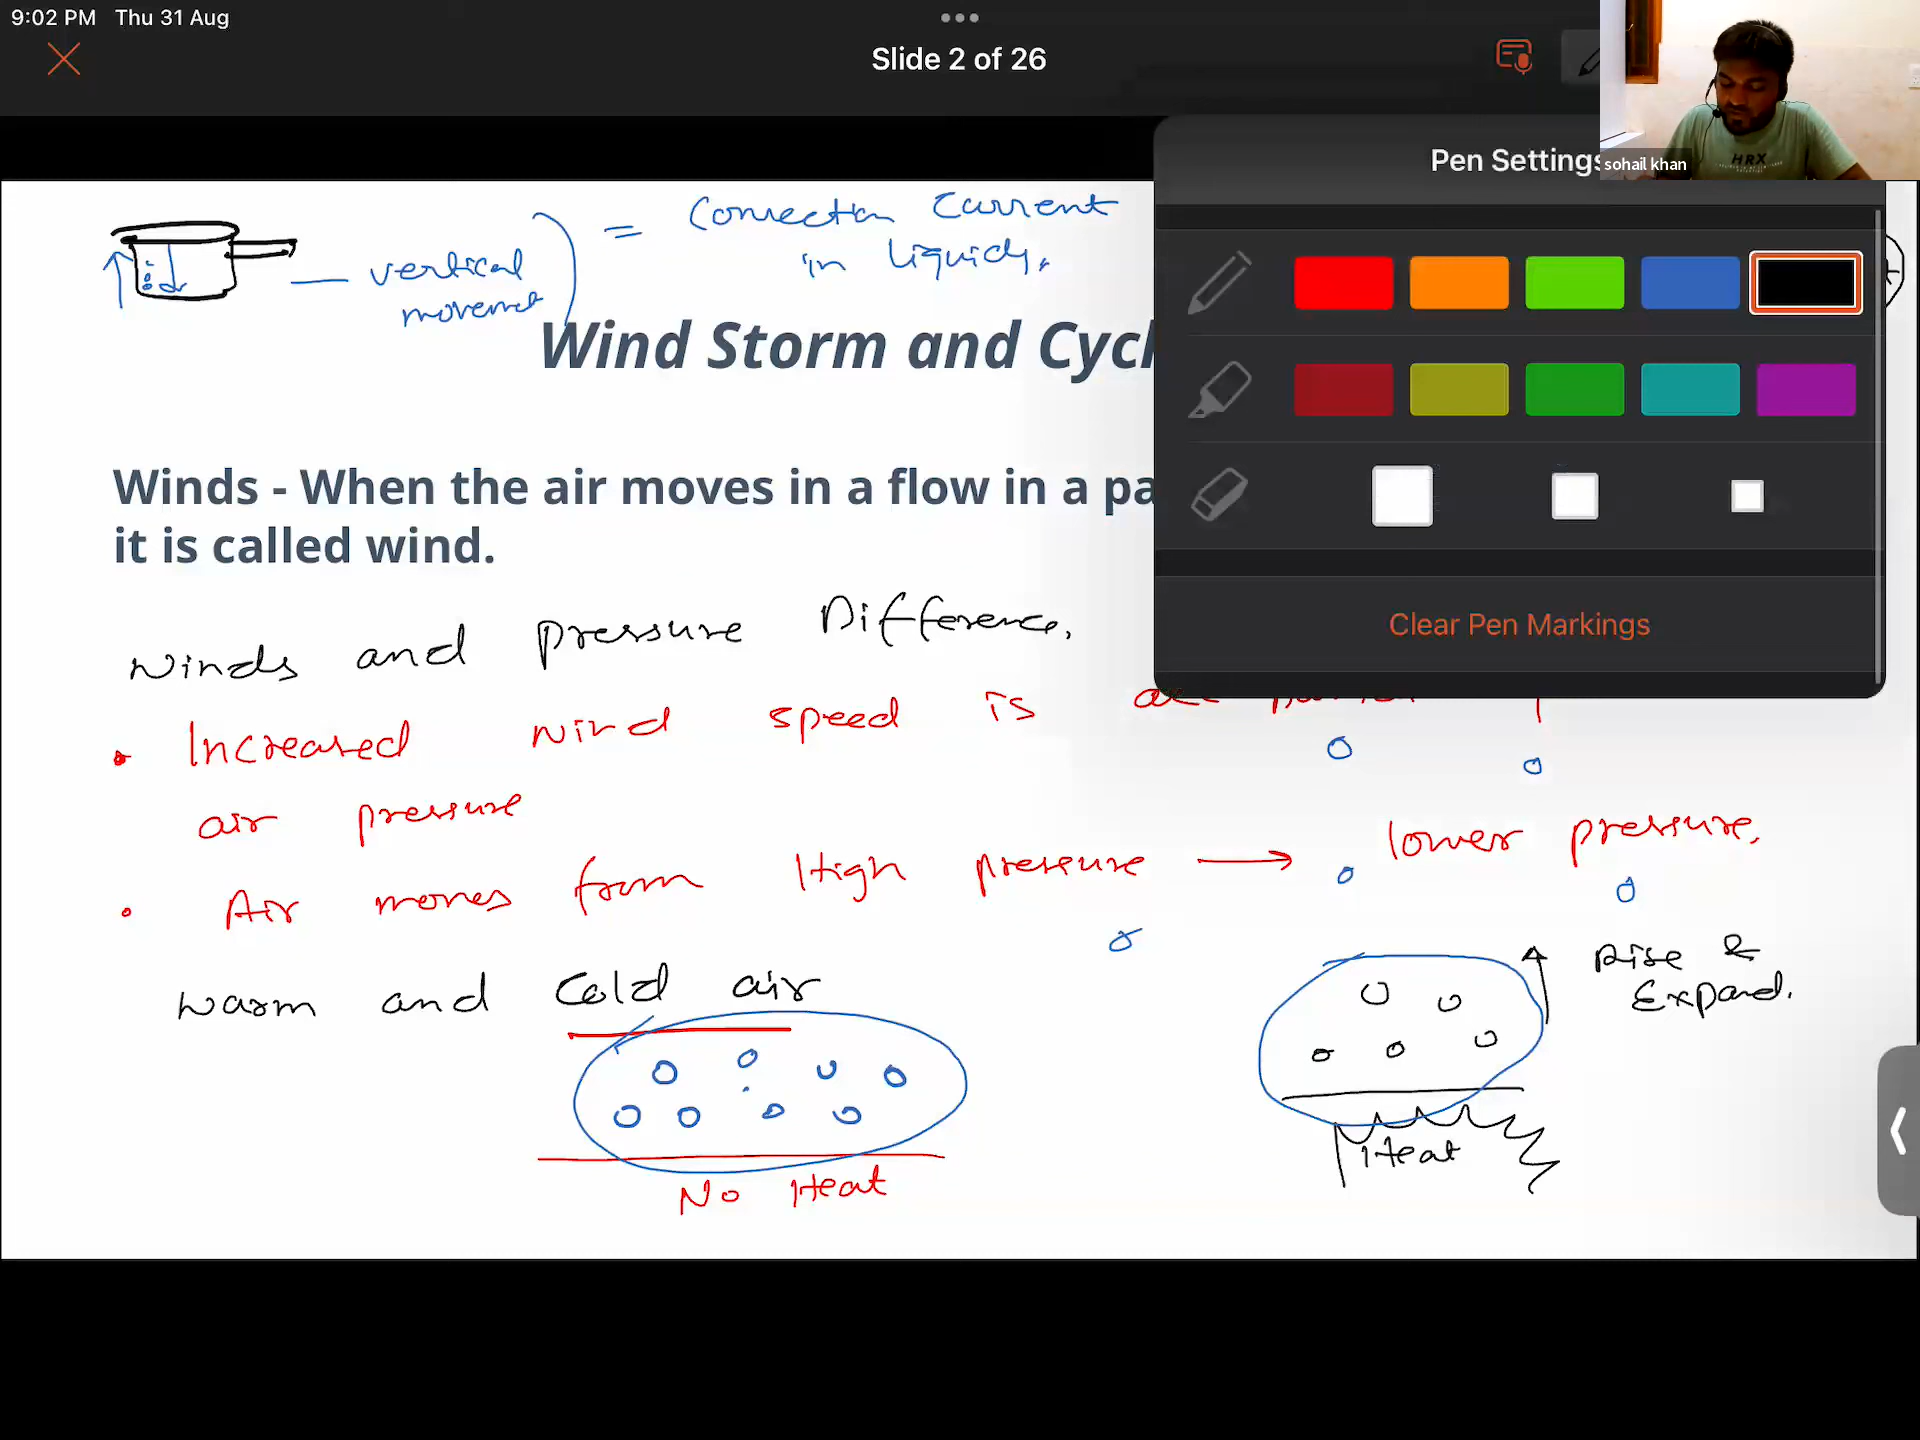 9:02 PM Thu 31 Aug
Slide 2 of 26
Pen Settings
sohail khan
= Convection Current
in liquids.
— vertical
movement
Wind Storm and Cycl
Winds - When the air moves in a flow in a pa
it is called wind.
Clear Pen Markings
Winds and pressure Difference.
• Increased wind speed is
air pressure
• Air moves from High pressure → lower pressure.
Warm and Cold air
Rise &
Expand.
Heat
No Heat